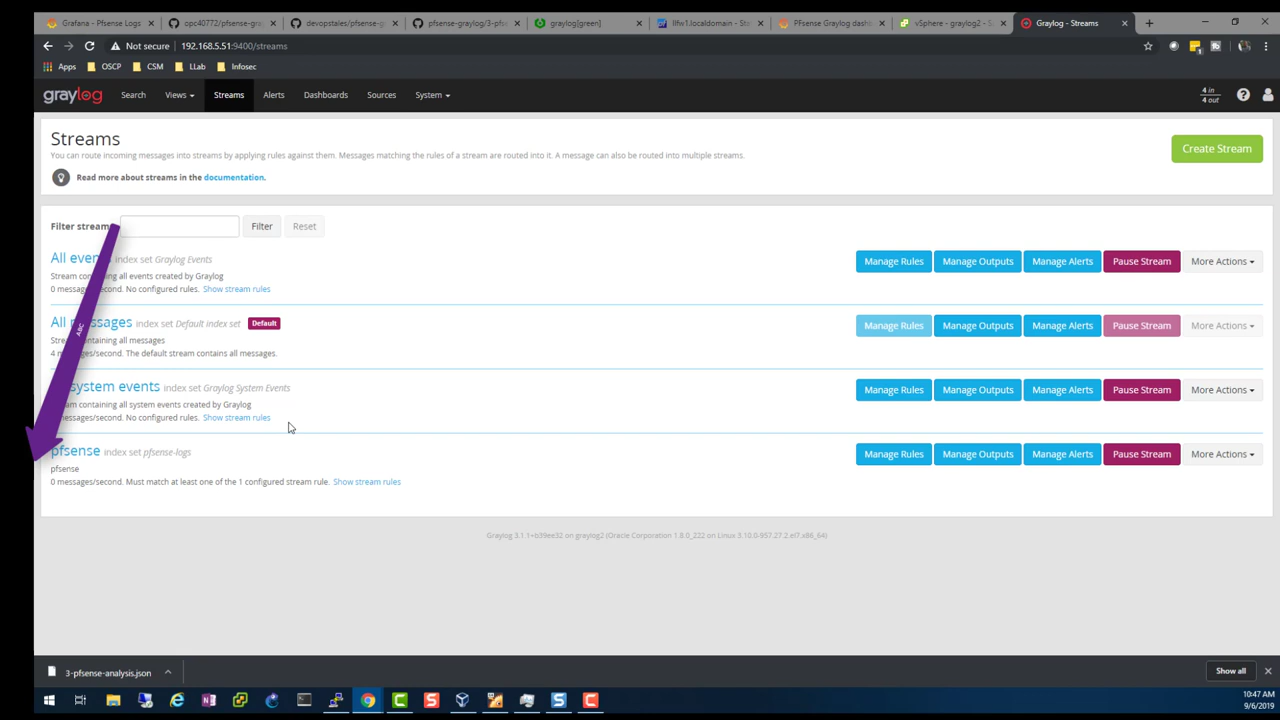 Grafana - Pfsense Logs
opc40772/pfsense-gra
devopstales/pfsense-g
pfsense-graylog/3-pfs
graylog[green]
PFsense Graylog dash
vSphere - graylog2 - S
Graylog - Streams
Not secure
192.168.5.51:9400/streams
Apps
OSCP
CSM
LLab
Infosec
graylog
Search
Views
Streams
Alerts
Dashboards
Sources
System
4 in
4 out
Streams
You can route incoming messages into streams by applying rules against them. Messages matching the rules of a stream are routed into it. A message can also be routed into multiple streams.
Create Stream
Read more about streams in the documentation.
Filter stream
Filter
Reset
All even index set Graylog Events
Manage Rules
Manage Outputs
Manage Alerts
Pause Stream
More Actions
Stream containing all events created by Graylog
0 messages/second. No configured rules. Show stream rules
All messages index set Default index set Default
Manage Rules
Manage Outputs
Manage Alerts
Pause Stream
More Actions
Stream containing all messages
4 messages/second. The default stream contains all messages.
ABC
system events index set Graylog System Events
Manage Rules
Manage Outputs
Manage Alerts
Pause Stream
More Actions
containing all system events created by Graylog
messages/second. No configured rules. Show stream rules
pfsense index set pfsense-logs
Manage Rules
Manage Outputs
Manage Alerts
Pause Stream
More Actions
pfsense
0 messages/second. Must match at least one of the 1 configured stream rule. Show stream rules
Graylog 3.1.1+b39ee32 on graylog2 (Oracle Corporation 1.8.0_222 on Linux 3.10.0-957.27.2.el7.x86_64)
3-pfsense-analysis.json
Show all
10:47 AM
9/6/2019